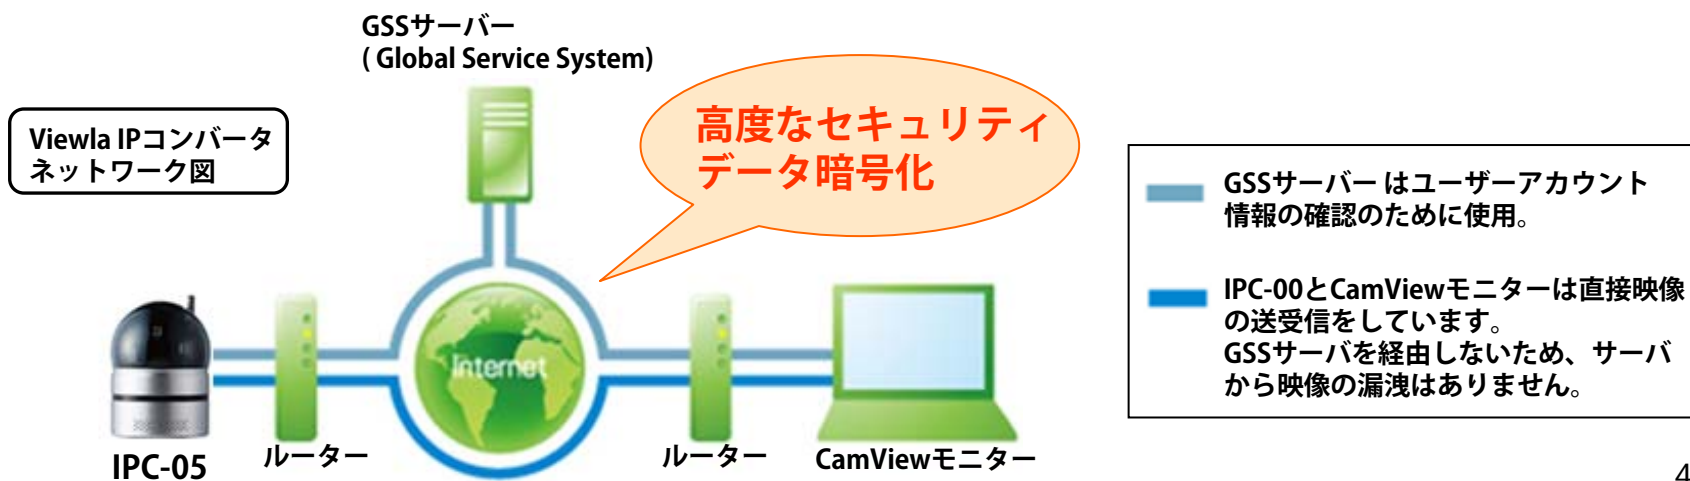 GSSサーバー
( Global Service System)
高度なセキュリティ
データ暗号化
Viewla IPコンバータ
ネットワーク図
Internet
IPC-05
ルーター
ルーター
CamViewモニター
GSSサーバー はユーザーアカウント
情報の確認のために使用。
IPC-00とCamViewモニターは直接映像
の送受信をしています。
GSSサーバを経由しないため、サーバ
から映像の漏洩はありません。
4